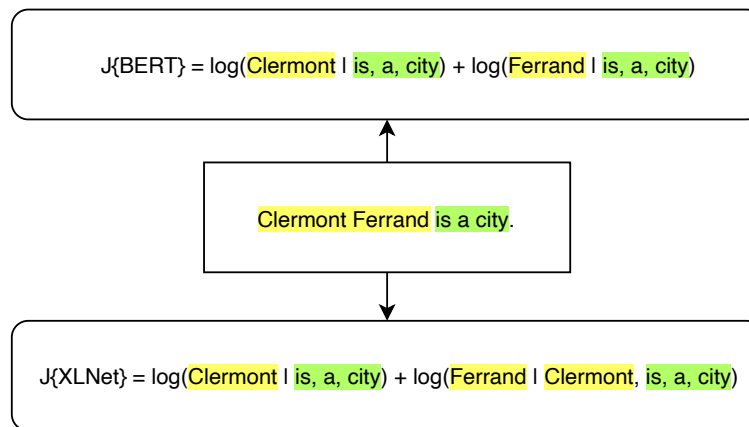 J{BERT} = log(Clermont | is, a, city) + log(Ferrand | is, a, city)
Clermont Ferrand is a city.
J{XLNet} = log(Clermont | is, a, city) + log(Ferrand | Clermont, is, a, city)